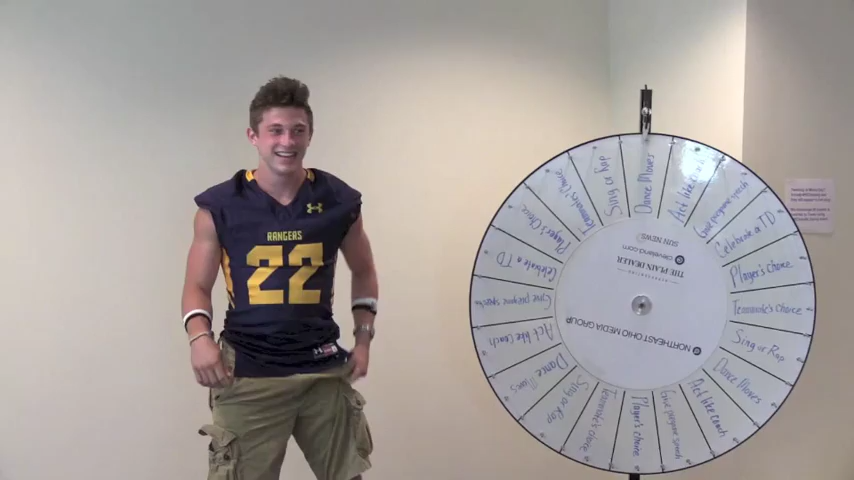 RANGERS
22
Dance Moves
Act like coach
Give pregame speech
Celebrate a TD
Player's Choice
Teammate's Choice
Sing or Rap
Dance Moves
Act like coach
Give pregame speech
Player's choice
Teammate's choice
Sing or Rap
Dance Moves
Act like Coach
Give pregame speech
Celebrate a TD
Player's Choice
Teammates Choice
Sing or Rap
THE PLAIN DEALER
cleveland.com
SUN NEWS
NORTHEAST OHIO MEDIA GROUP